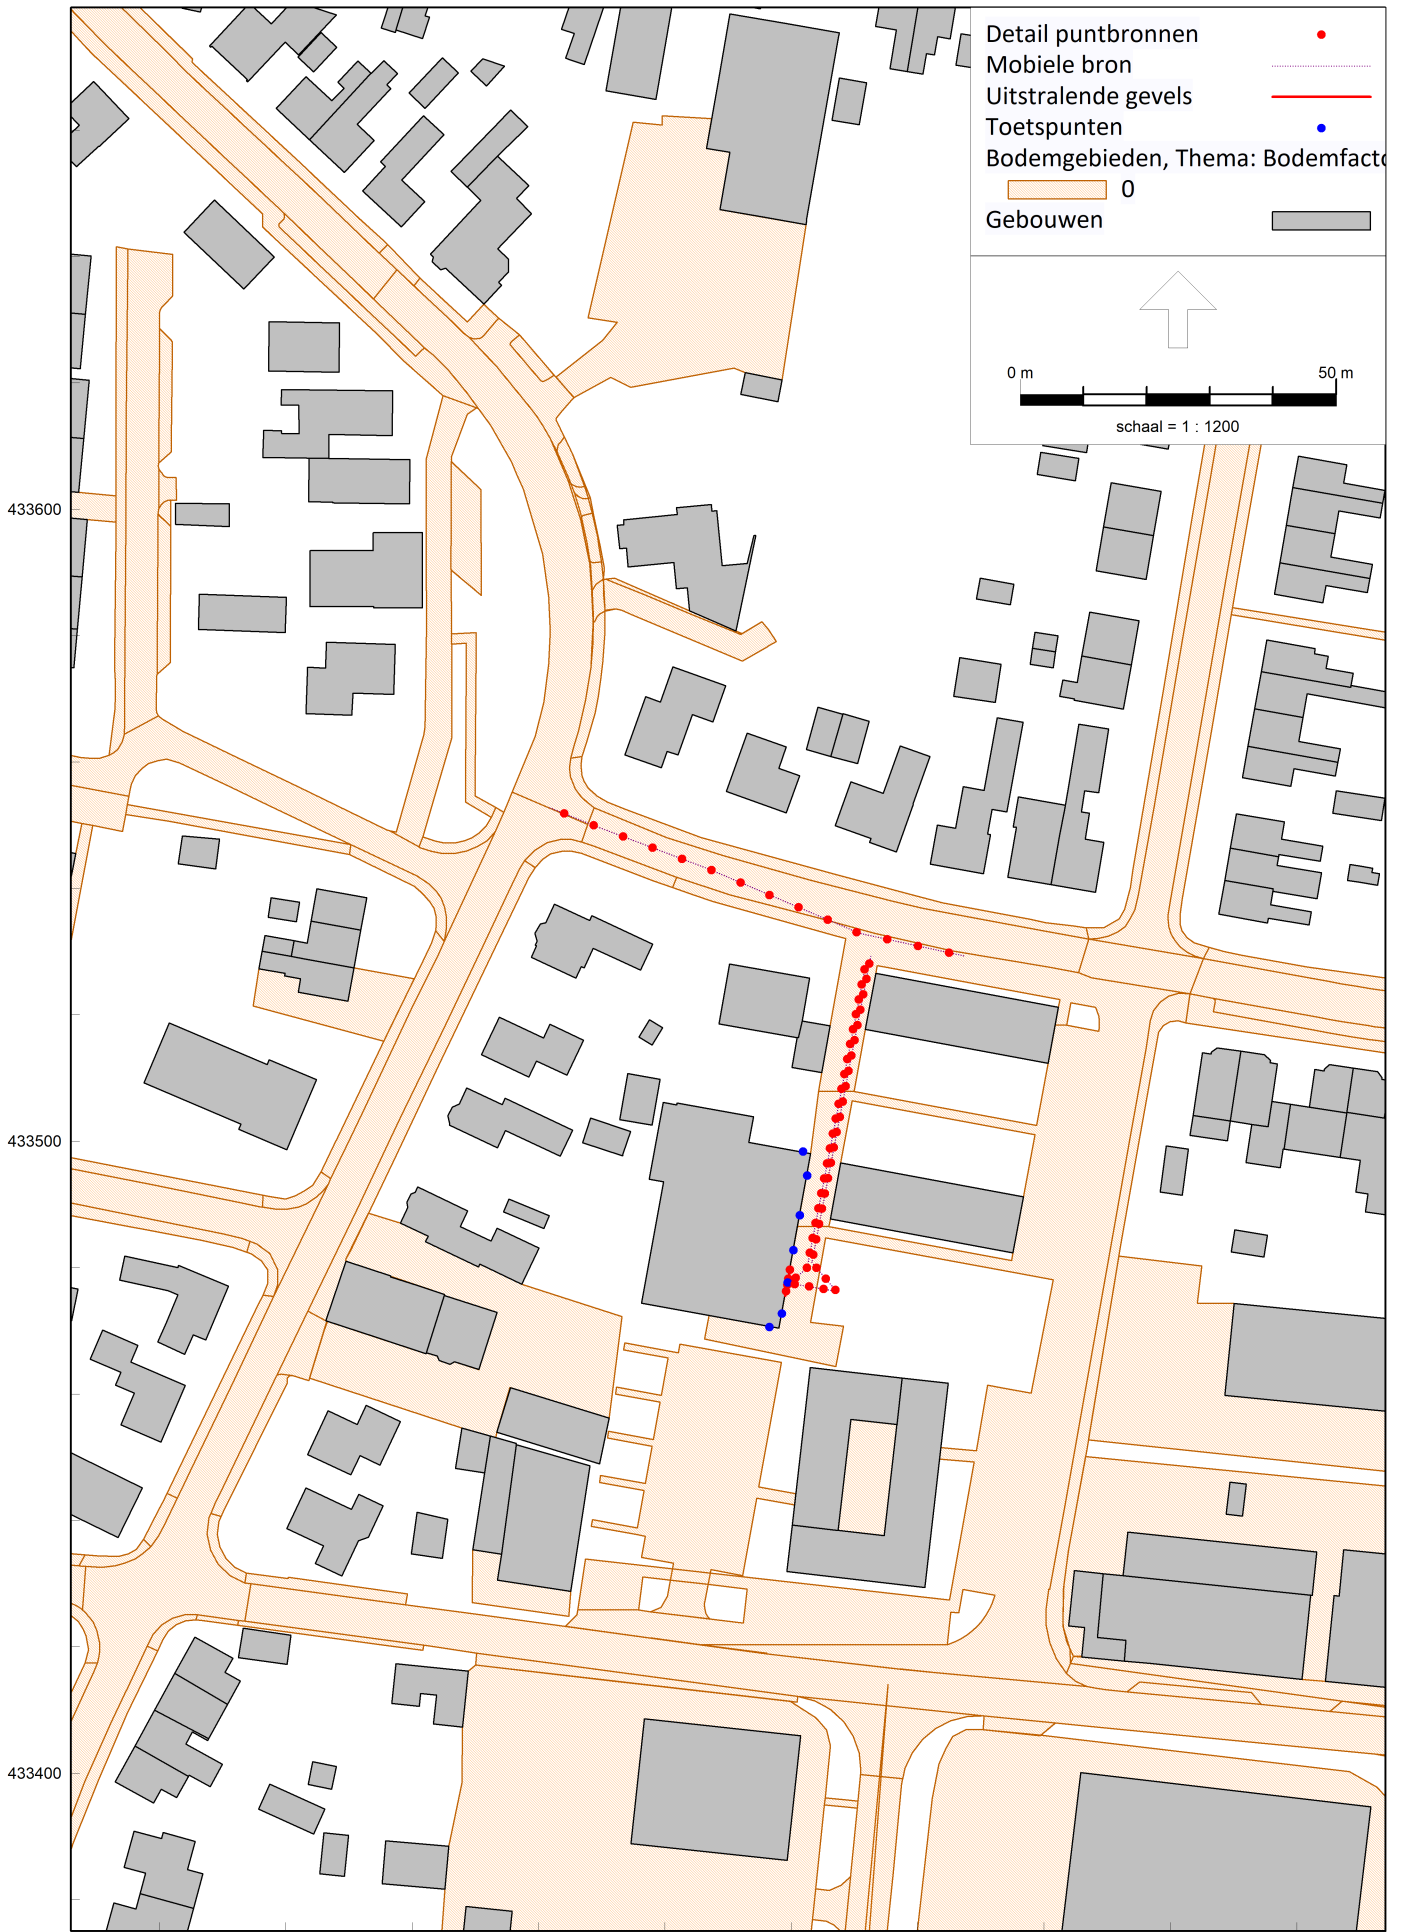 Detail puntbronnen
Mobiele bron
Uitstralende gevels
Toetspunten
Bodemgebieden, Thema: Bodemfacto
0
Gebouwen
0 m 50 m
schaal = 1 : 1200
433600
433500
433400